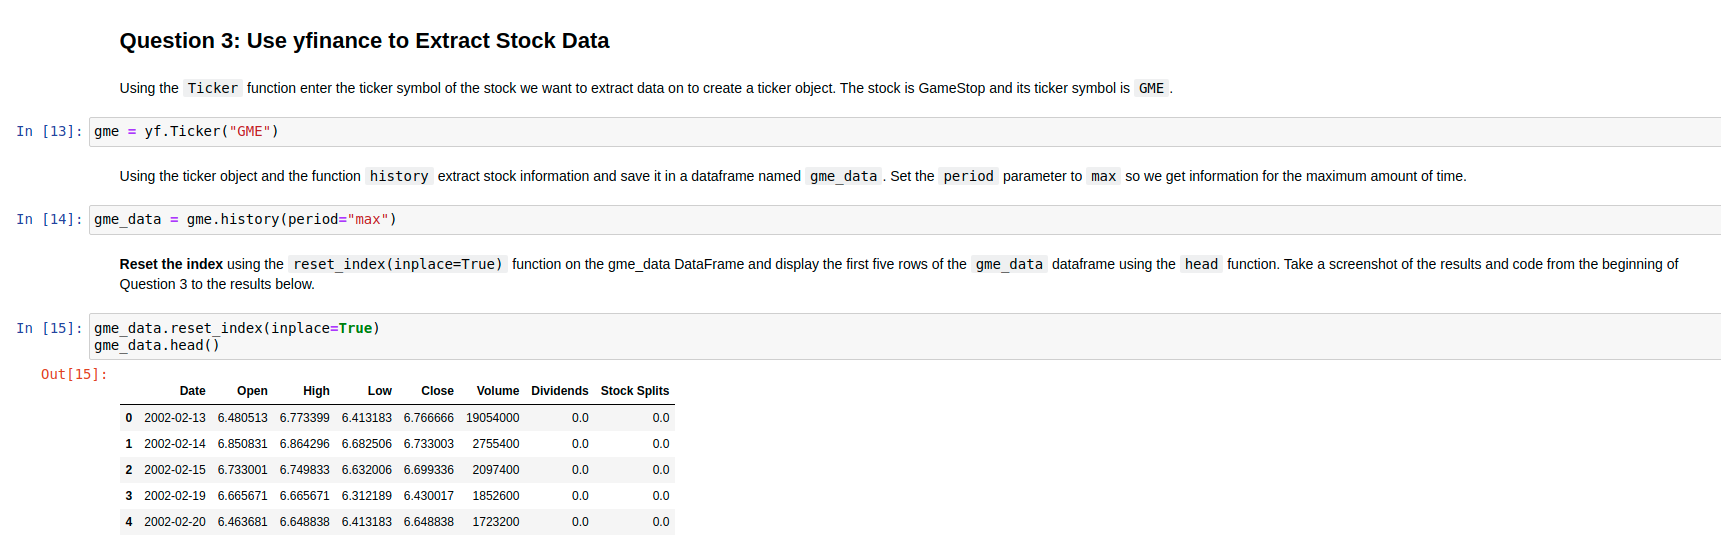 Question 3: Use yfinance to Extract Stock Data
Using the Ticker function enter the ticker symbol of the stock we want to extract data on to create a ticker object. The stock is GameStop and its ticker symbol is GME.
In [13]: gme = yf.Ticker("GME")
Using the ticker object and the function history extract stock information and save it in a dataframe named gme_data. Set the period parameter to max so we get information for the maximum amount of time.
In [14]: gme_data = gme.history(period="max")
Reset the index using the reset_index(inplace=True) function on the gme_data DataFrame and display the first five rows of the gme_data dataframe using the head function. Take a screenshot of the results and code from the beginning of
Question 3 to the results below.
In [15]: gme_data.reset_index(inplace=True)
gme_data.head()
Out[15]:
Date Open High Low Close Volume Dividends Stock Splits
0 2002-02-13 6.480513 6.773399 6.413183 6.766666 19054000 0.0 0.0
1 2002-02-14 6.850831 6.864296 6.682506 6.733003 2755400 0.0 0.0
2 2002-02-15 6.733001 6.749833 6.632006 6.699336 2097400 0.0 0.0
3 2002-02-19 6.665671 6.665671 6.312189 6.430017 1852600 0.0 0.0
4 2002-02-20 6.463681 6.648838 6.413183 6.648838 1723200 0.0 0.0